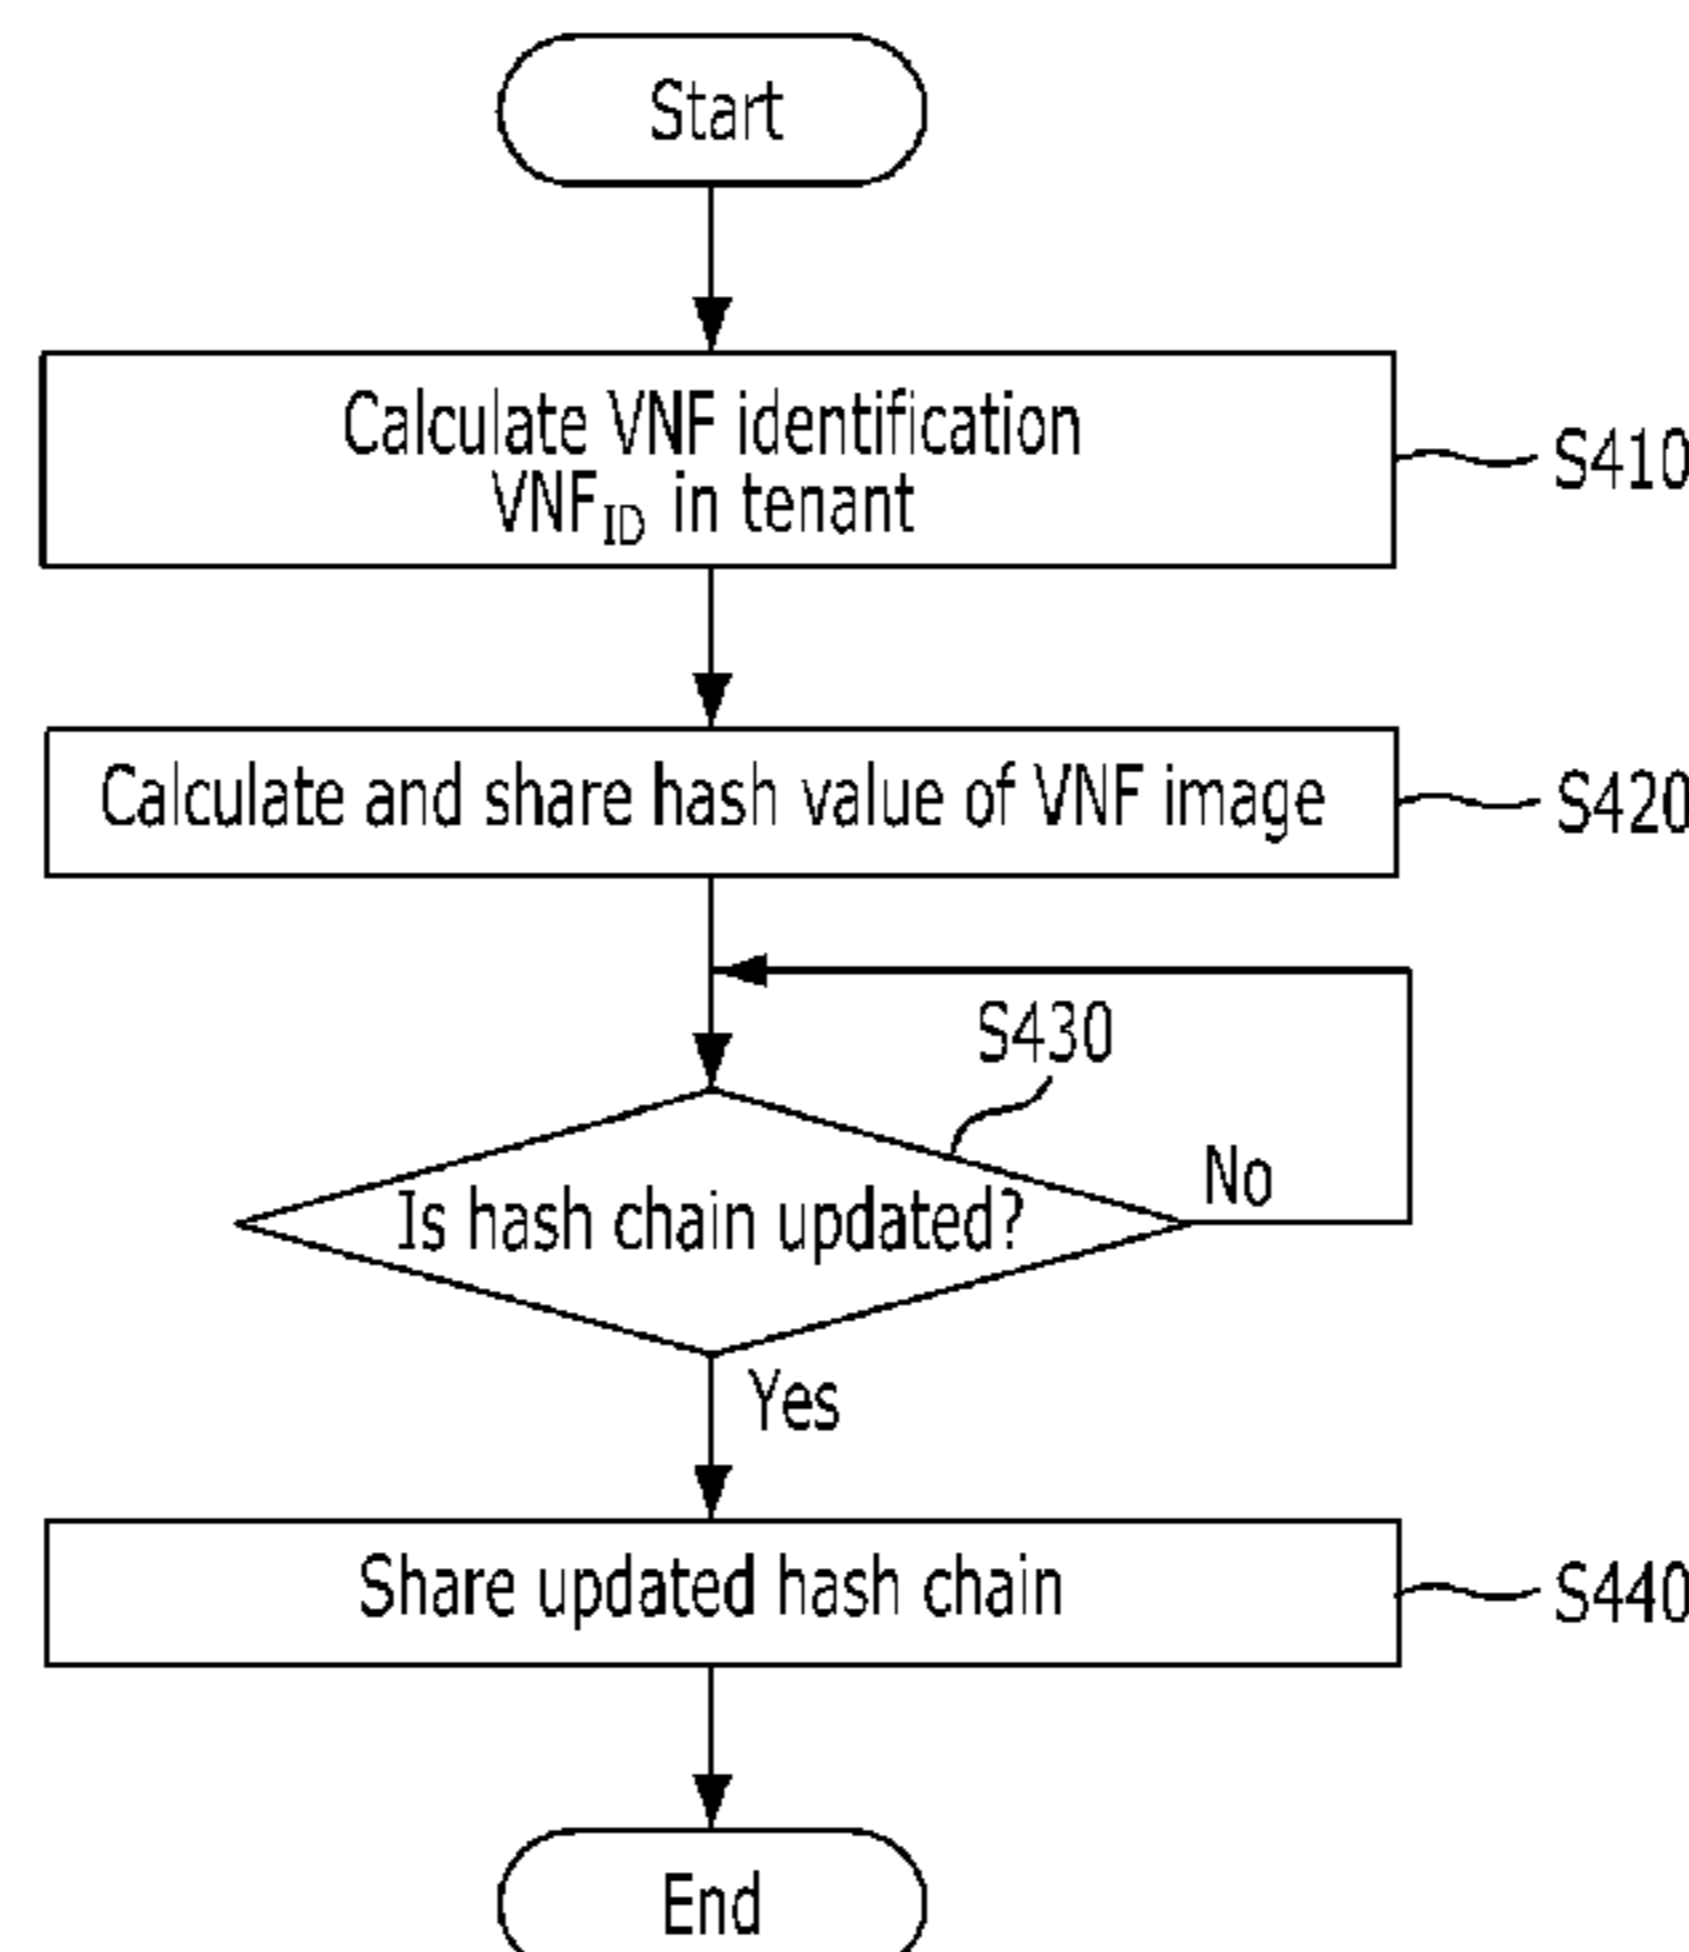 Start
Calculate VNF identification
VNF_ID in tenant
S410
Calculate and share hash value of VNF image
S420
S430
No
Is hash chain updated?
Yes
Share updated hash chain
S440
End